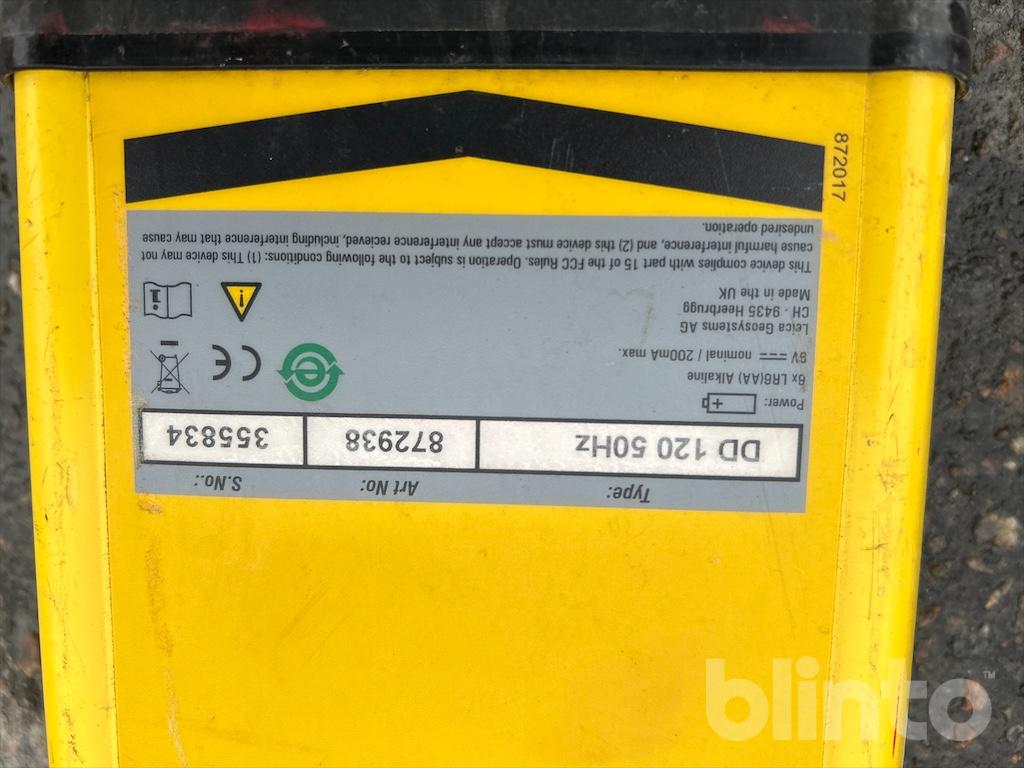 Type: Art No: S.No.:
DD 120 50Hz 872938 355834
Power: +
6x LR6(AA) Alkaline
9V nominal / 200mA max.
CE e
Leica Geosystems AG
CH - 9435 Heerbrugg
Made in the UK
! i
This device complies with part 15 of the FCC Rules. Operation is subject to the following conditions: (1) This device may not
cause harmful interference, and (2) this device must accept any interference recieved, including interference that may cause
undesired operation.
872017
blinto™